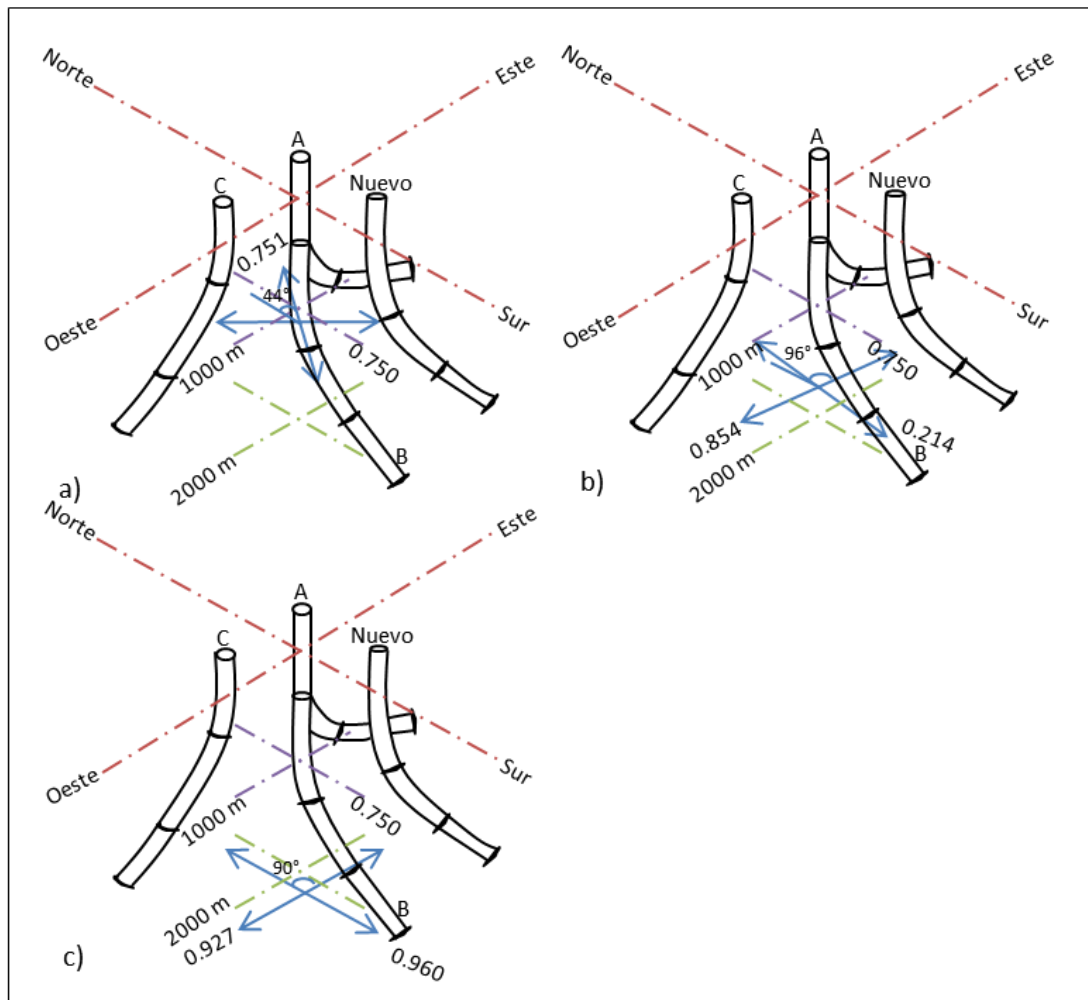 Norte
Este
A
C
Nuevo
0.751
44°
Oeste
Sur
1000 m
0.750
2000 m
B
a)
Norte
Este
A
C
Nuevo
Oeste
Sur
1000 m
96°
0.750
0.854
0.214
2000 m
B
b)
Norte
Este
A
C
Nuevo
Oeste
Sur
1000 m
0.750
90°
2000 m
B
0.927
0.960
c)